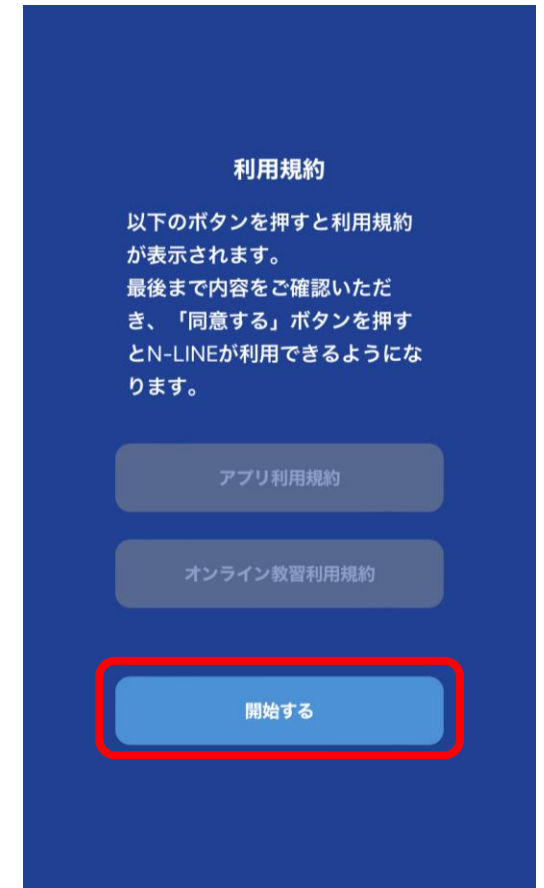 利用規約
以下のボタンを押すと利用規約
が表示されます。
最後まで内容をご確認いただ
き、「同意する」ボタンを押す
とN-LINEが利用できるようにな
ります。
アプリ利用規約
オンライン教習利用規約
開始する